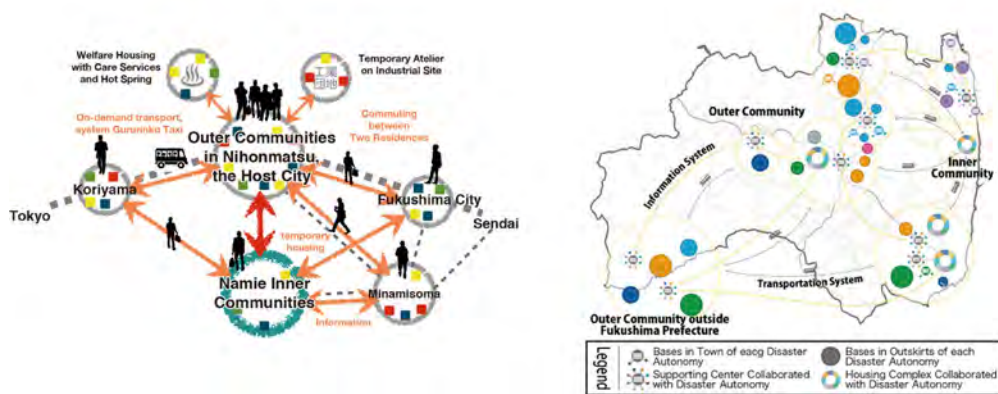 Welfare Housing
with Care Services
and Hot Spring
Temporary Atelier
on Industrial Site
工業
団地
On-demand transport,
system Gururinko Taxi
Commuting
between
Two Residences
Outer Communities
in Nihonmatsu,
the Host City
Koriyama
Fukushima City
Tokyo
Sendai
Temporary
housing
Namie Inner
Communities
Minamisoma
Information
Outer Community
Information System
Inner
Community
Transportation System
Outer Community outside
Fukushima Prefecture
Legend
Bases in Town of eacg Disaster
Autonomy
Bases in Outskirts of each
Disaster Autonomy
Supporting Center Collaborated
with Disaster Autonomy
Housing Complex Collaborated
with Disaster Autonomy